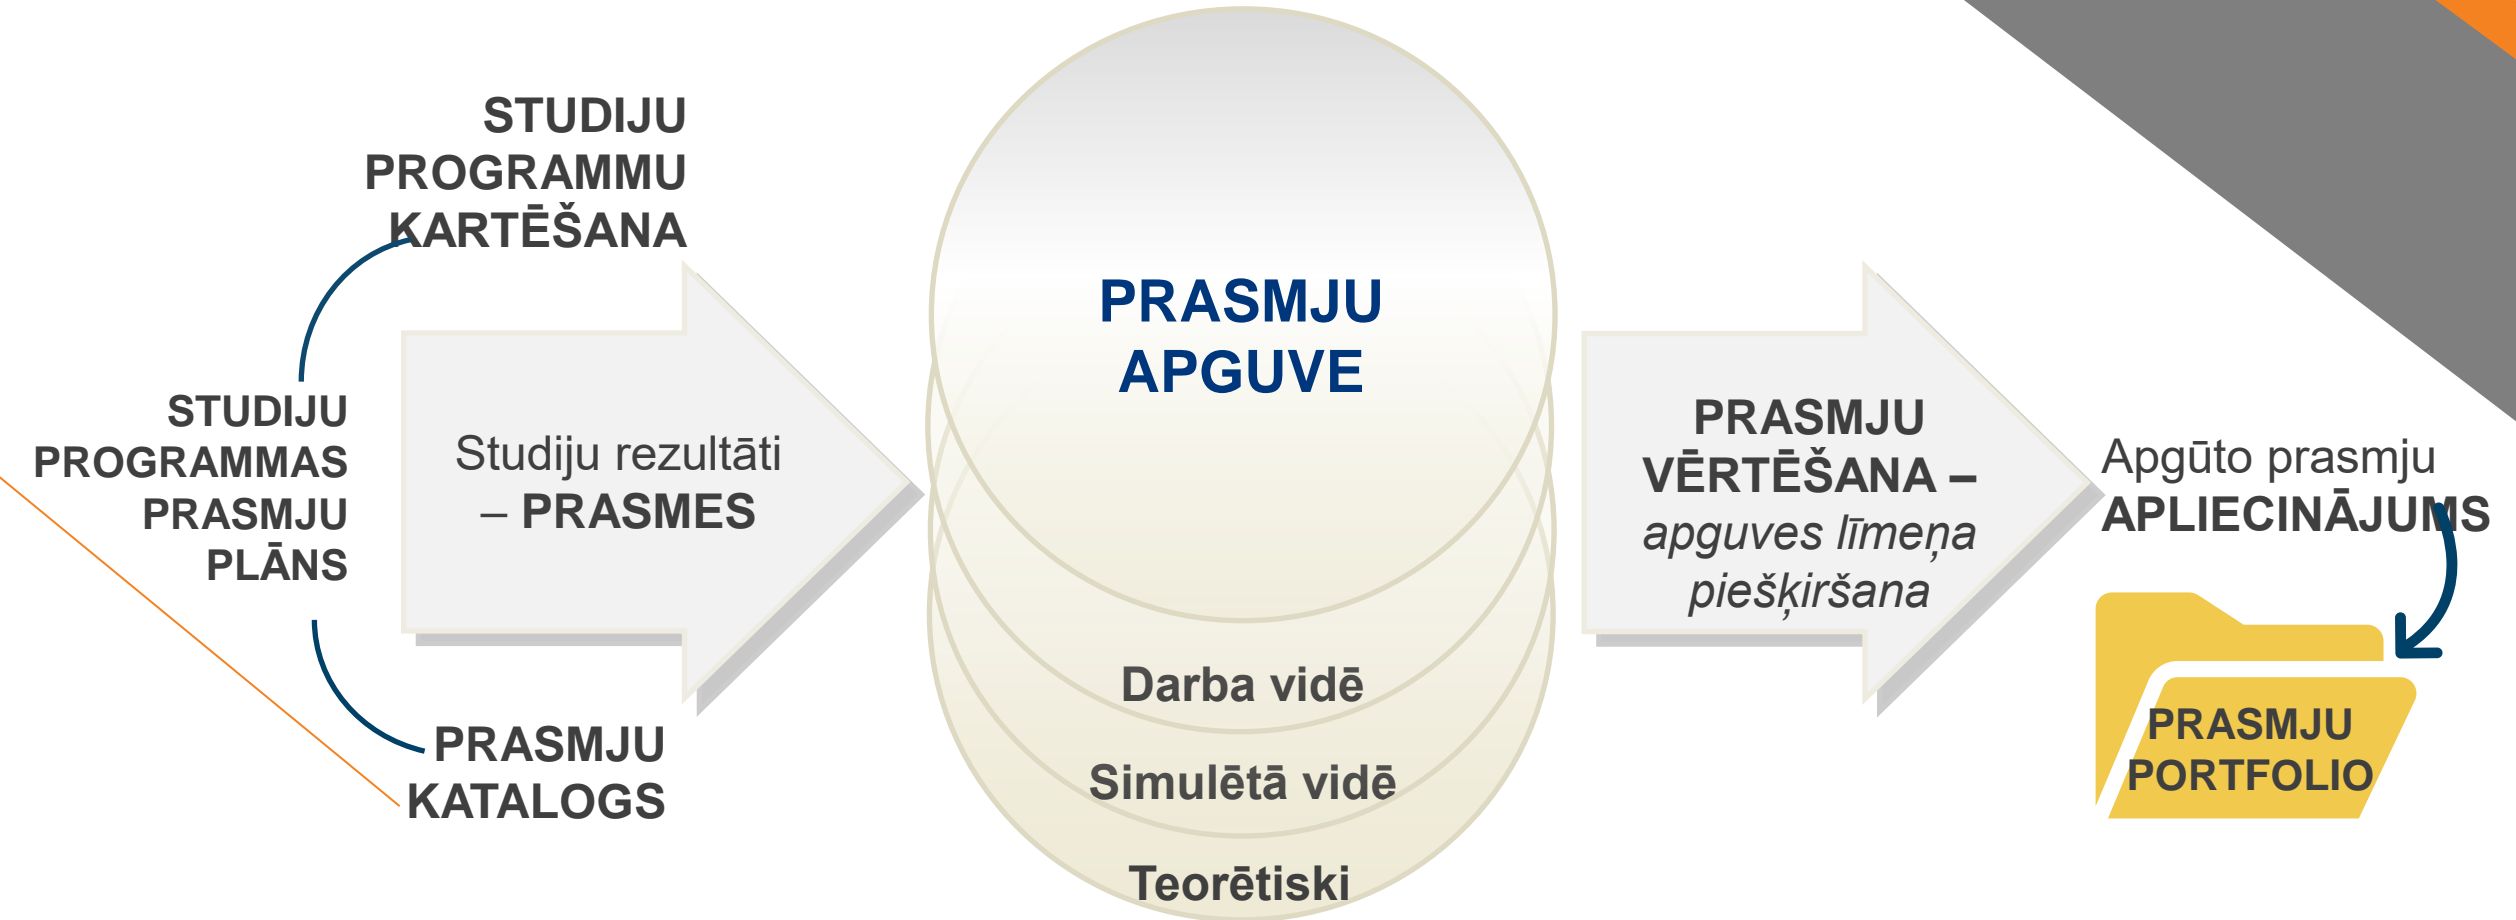 STUDIJU
PROGRAMMU
KARTĒŠANA
STUDIJU
PROGRAMMAS
PRASMJU
PLĀNS
PRASMJU
KATALOGS
Studiju rezultāti
– PRASMES
PRASMJU
APGUVE
Darba vidē
Simulētā vidē
Teorētiski
PRASMJU
VĒRTĒŠANA –
apguves līmeņa
piešķiršana
Apgūto prasmju
APLIECINĀJUMS
PRASMJU
PORTFOLIO